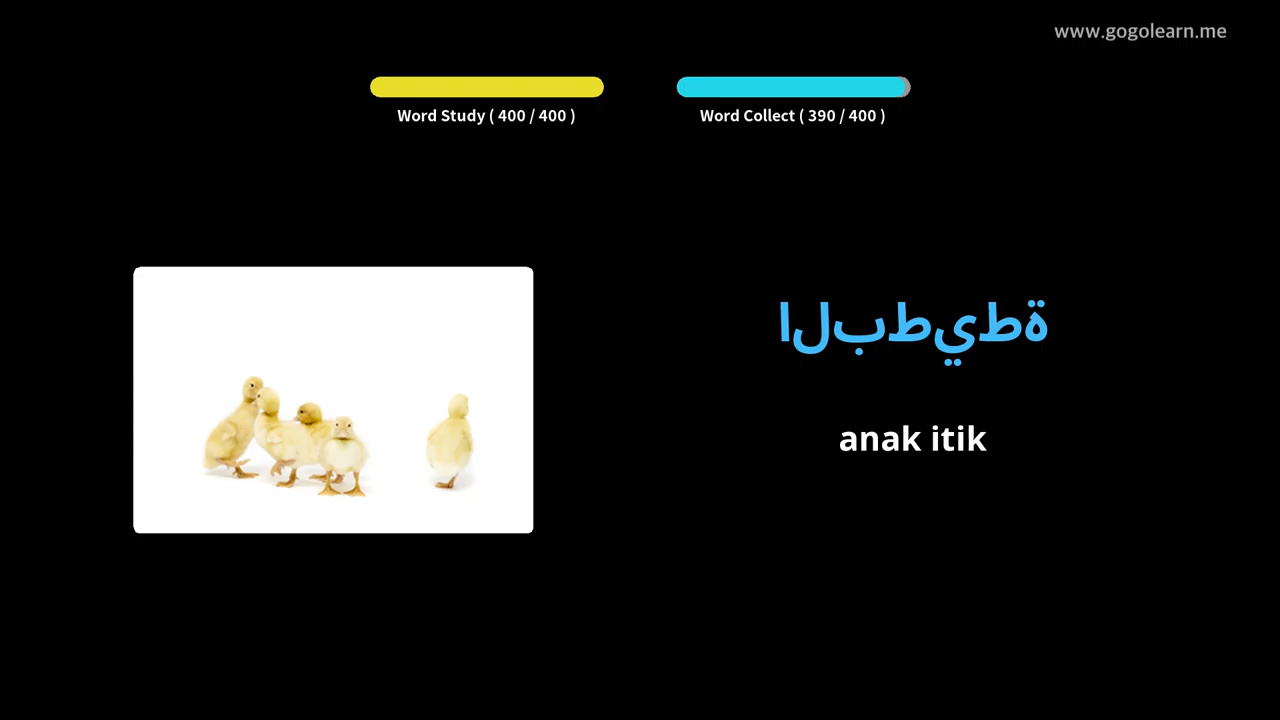 www.gogolearn.me
Word Study ( 400 / 400 )
Word Collect ( 390 / 400 )
البطيطة
anak itik